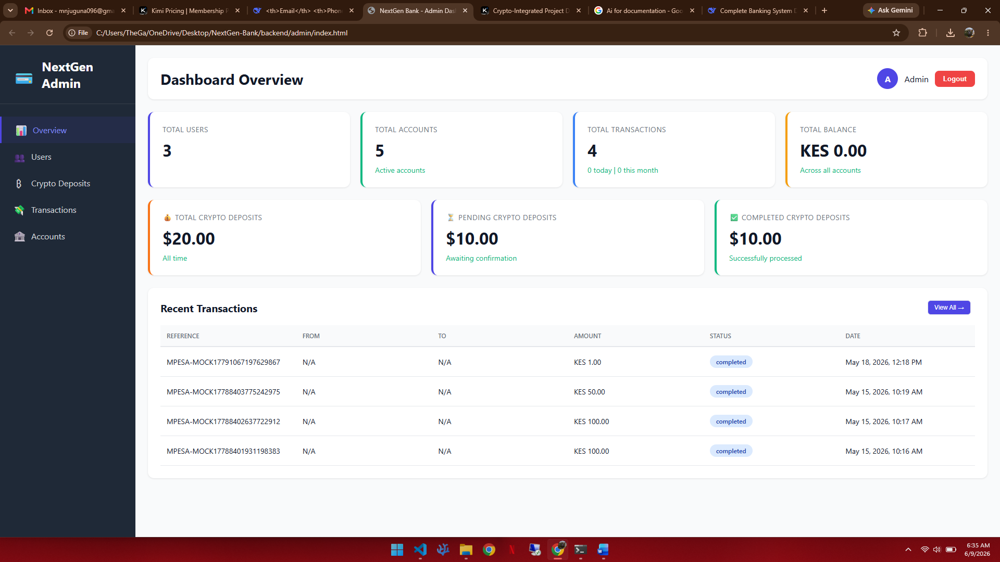 Inbox - mnjuguna096@gma
Kimi Pricing | Membership P
<th>Email</th> <th>Phon
NextGen Bank - Admin Das
Crypto-Integrated Project D
Ai for documentation - Goo
Complete Banking System D
Ask Gemini
File
C:/Users/TheGa/OneDrive/Desktop/NextGen-Bank/backend/admin/index.html
NextGen
Admin
Overview
Users
Crypto Deposits
Transactions
Accounts
Dashboard Overview
A
Admin
Logout
TOTAL USERS
3
TOTAL ACCOUNTS
5
Active accounts
TOTAL TRANSACTIONS
4
0 today | 0 this month
TOTAL BALANCE
KES 0.00
Across all accounts
TOTAL CRYPTO DEPOSITS
$20.00
All time
PENDING CRYPTO DEPOSITS
$10.00
Awaiting confirmation
COMPLETED CRYPTO DEPOSITS
$10.00
Successfully processed
Recent Transactions
View All →
REFERENCE FROM TO AMOUNT STATUS DATE
MPESA-MOCK17791067197629867 N/A N/A KES 1.00 completed May 18, 2026, 12:18 PM
MPESA-MOCK17788403775242975 N/A N/A KES 50.00 completed May 15, 2026, 10:19 AM
MPESA-MOCK17788402637722912 N/A N/A KES 100.00 completed May 15, 2026, 10:17 AM
MPESA-MOCK17788401931198383 N/A N/A KES 100.00 completed May 15, 2026, 10:16 AM
6:35 AM
6/9/2026